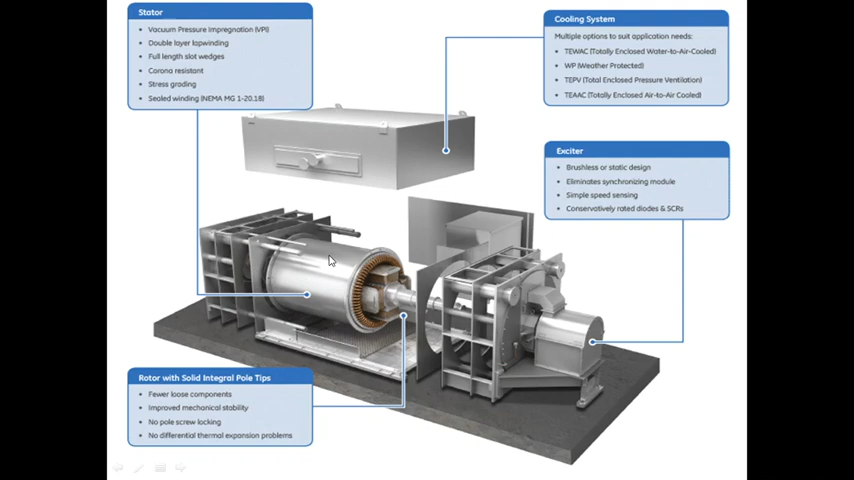 Stator
• Vacuum Pressure Impregnation (VPI)
• Double layer lapwinding
• Full length slot wedges
• Corona resistant
• Stress grading
• Sealed winding (NEMA MG 1-20.18)
Cooling System
Multiple options to suit application needs:
• TEWAC (Totally Enclosed Water-to-Air-Cooled)
• WP (Weather Protected)
• TEPV (Total Enclosed Pressure Ventilation)
• TEAAC (Totally Enclosed Air-to-Air Cooled)
Exciter
• Brushless or static design
• Eliminates synchronizing module
• Simple speed sensing
• Conservatively rated diodes & SCRs
Rotor with Solid Integral Pole Tips
• Fewer loose components
• Improved mechanical stability
• No pole screw locking
• No differential thermal expansion problems